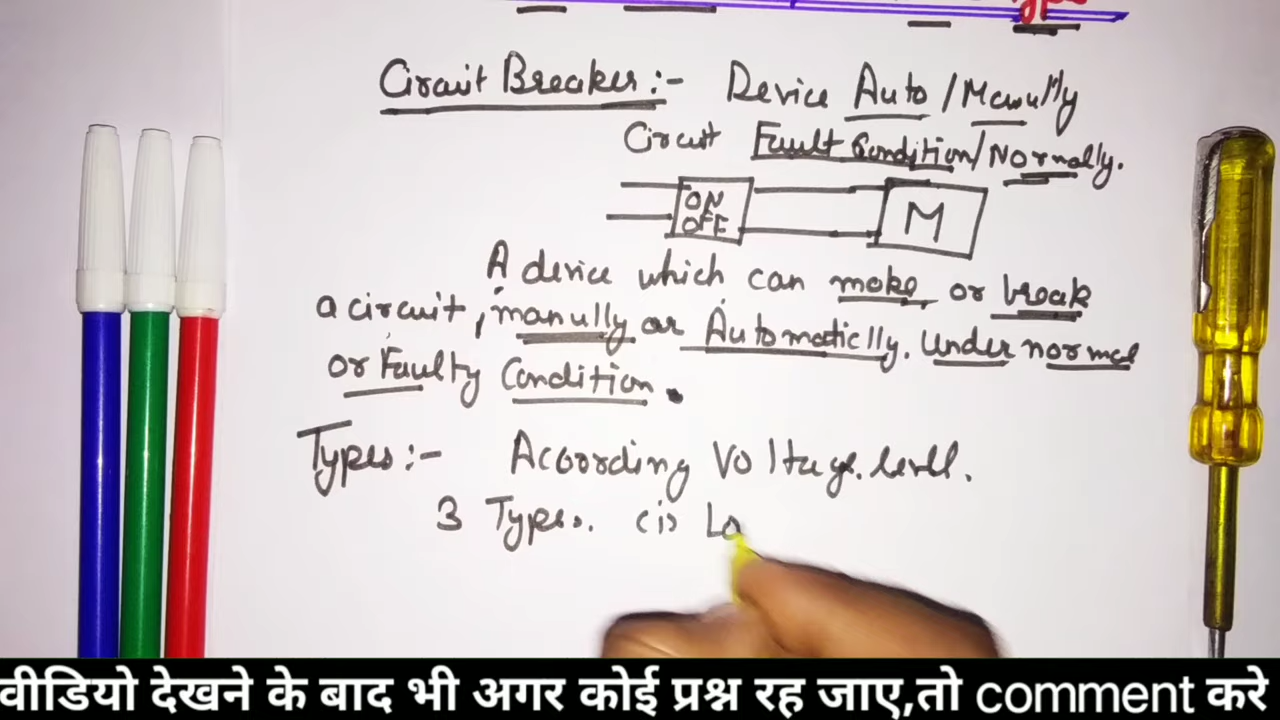 Circuit Breaker :- Device Auto / Manully
Circuit Fault Condition / Normally.
ON
OFF
M
A device which can make, or break
a circuit, manully or Automaticlly. Under normal
or Faulty Condition.
Types :- Acording Voltage. level.
3 Types. (i) Lo
वीडियो देखने के बाद भी अगर कोई प्रश्न रह जाए,तो comment करे